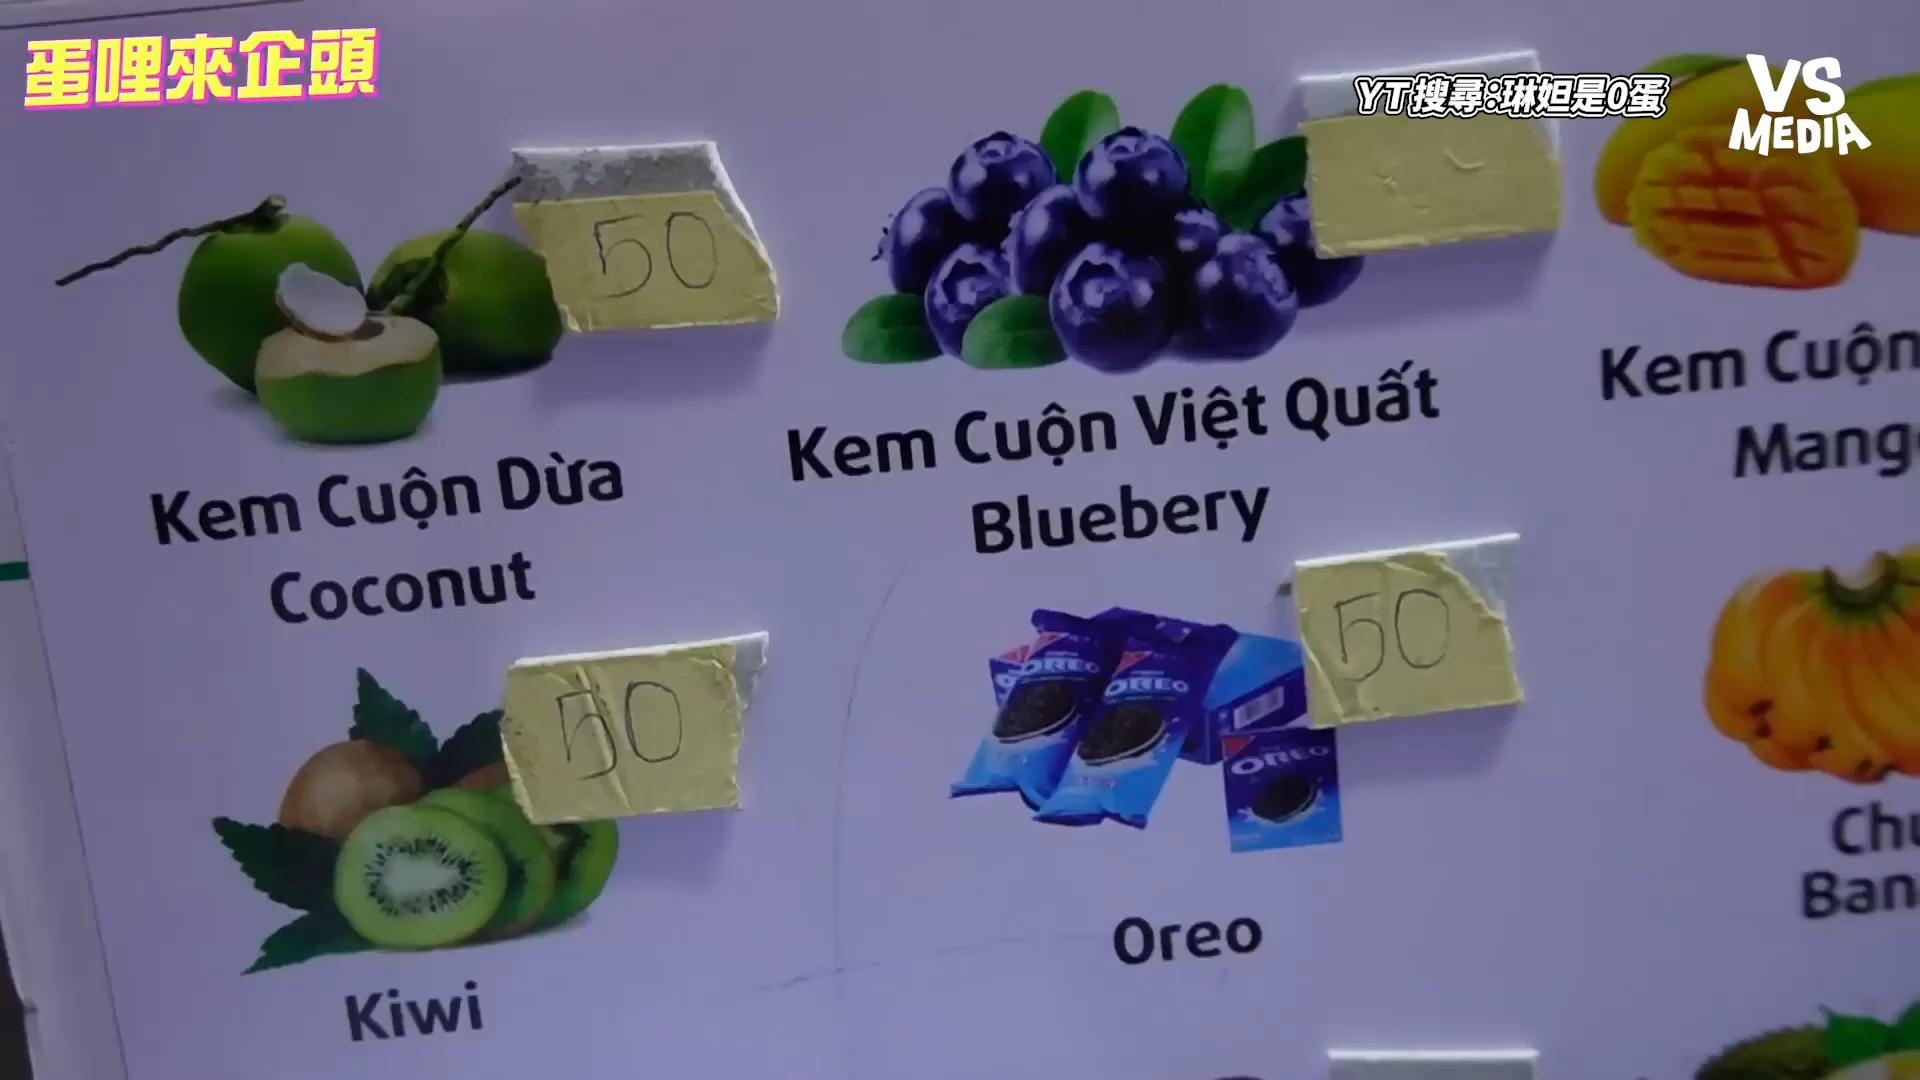 蛋哩來企頭
YT搜尋:琳妲是0蛋
VS
MEDIA
50
Kem Cuộn Dừa
Coconut
Kem Cuộn Việt Quất
Bluebery
Kem Cuộn
50
OREO
OREO
OREO
50
Kiwi
Oreo